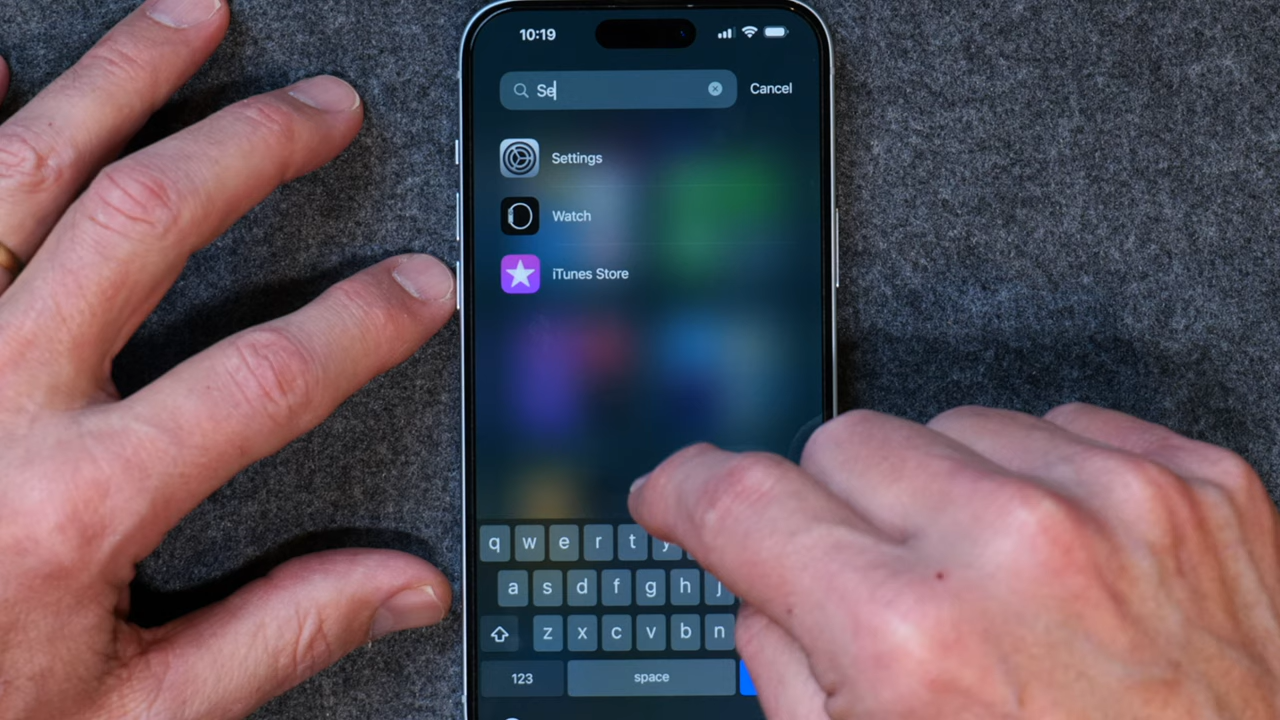 10:19
Se
Cancel
Settings
Watch
iTunes Store
q w e r t y
a s d f g h j
z x c v b n
123 space